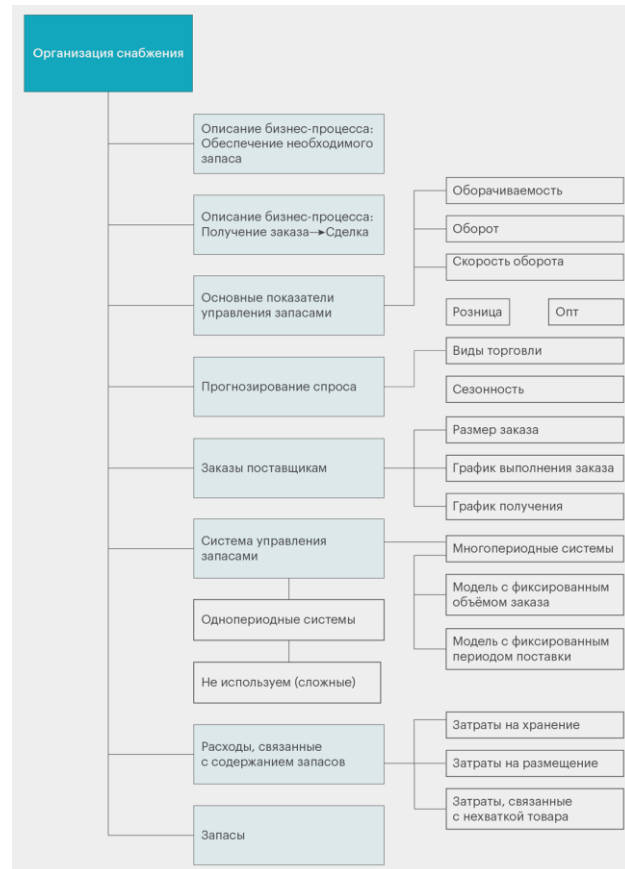 Организация снабжения
Описание бизнес-процесса:
Обеспечение необходимого
запаса
Описание бизнес-процесса:
Получение заказа→Сделка
Основные показатели
управления запасами
Оборачиваемость
Оборот
Скорость оборота
Розница
Опт
Прогнозирование спроса
Виды торговли
Сезонность
Заказы поставщикам
Размер заказа
График выполнения заказа
График получения
Система управления
запасами
Многопериодные системы
Модель с фиксированным
объёмом заказа
Модель с фиксированным
периодом поставки
Однопериодные системы
Не используем (сложные)
Расходы, связанные
с содержанием запасов
Затраты на хранение
Затраты на размещение
Затраты, связанные
с нехваткой товара
Запасы